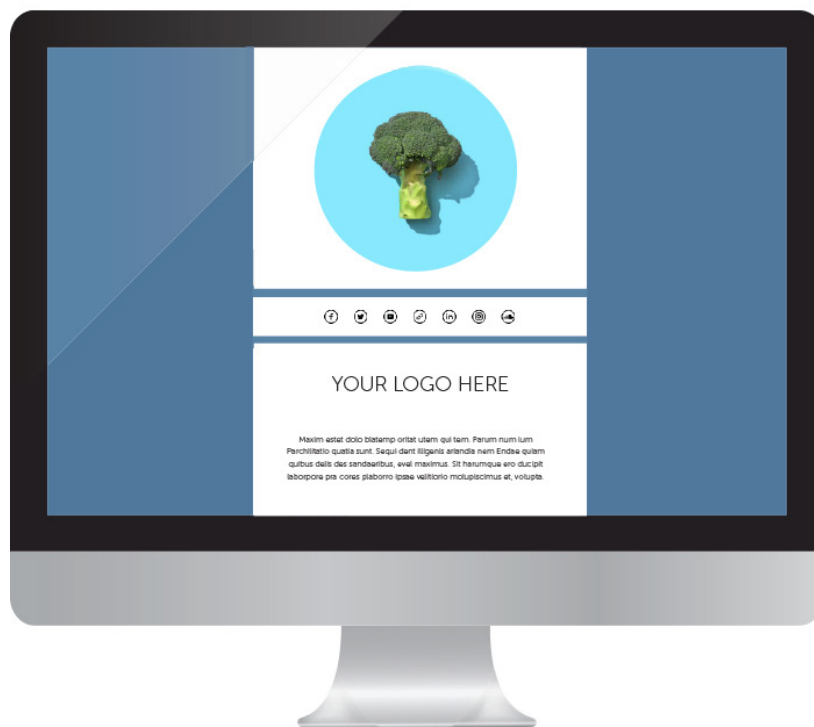 YOUR LOGO HERE
Maxim estet dolo blatemp oritat utem qui tem. Parum num ium
Parchilitatio quatia sunt. Sequi dent illigenis ariandia nem Endae quiam
quibus delis des sandaeribus, evel maximus. Sit harumque ero ducipit
laborpore pra cores plaborro ipsae velitiorio molupiscimus et, volupta.